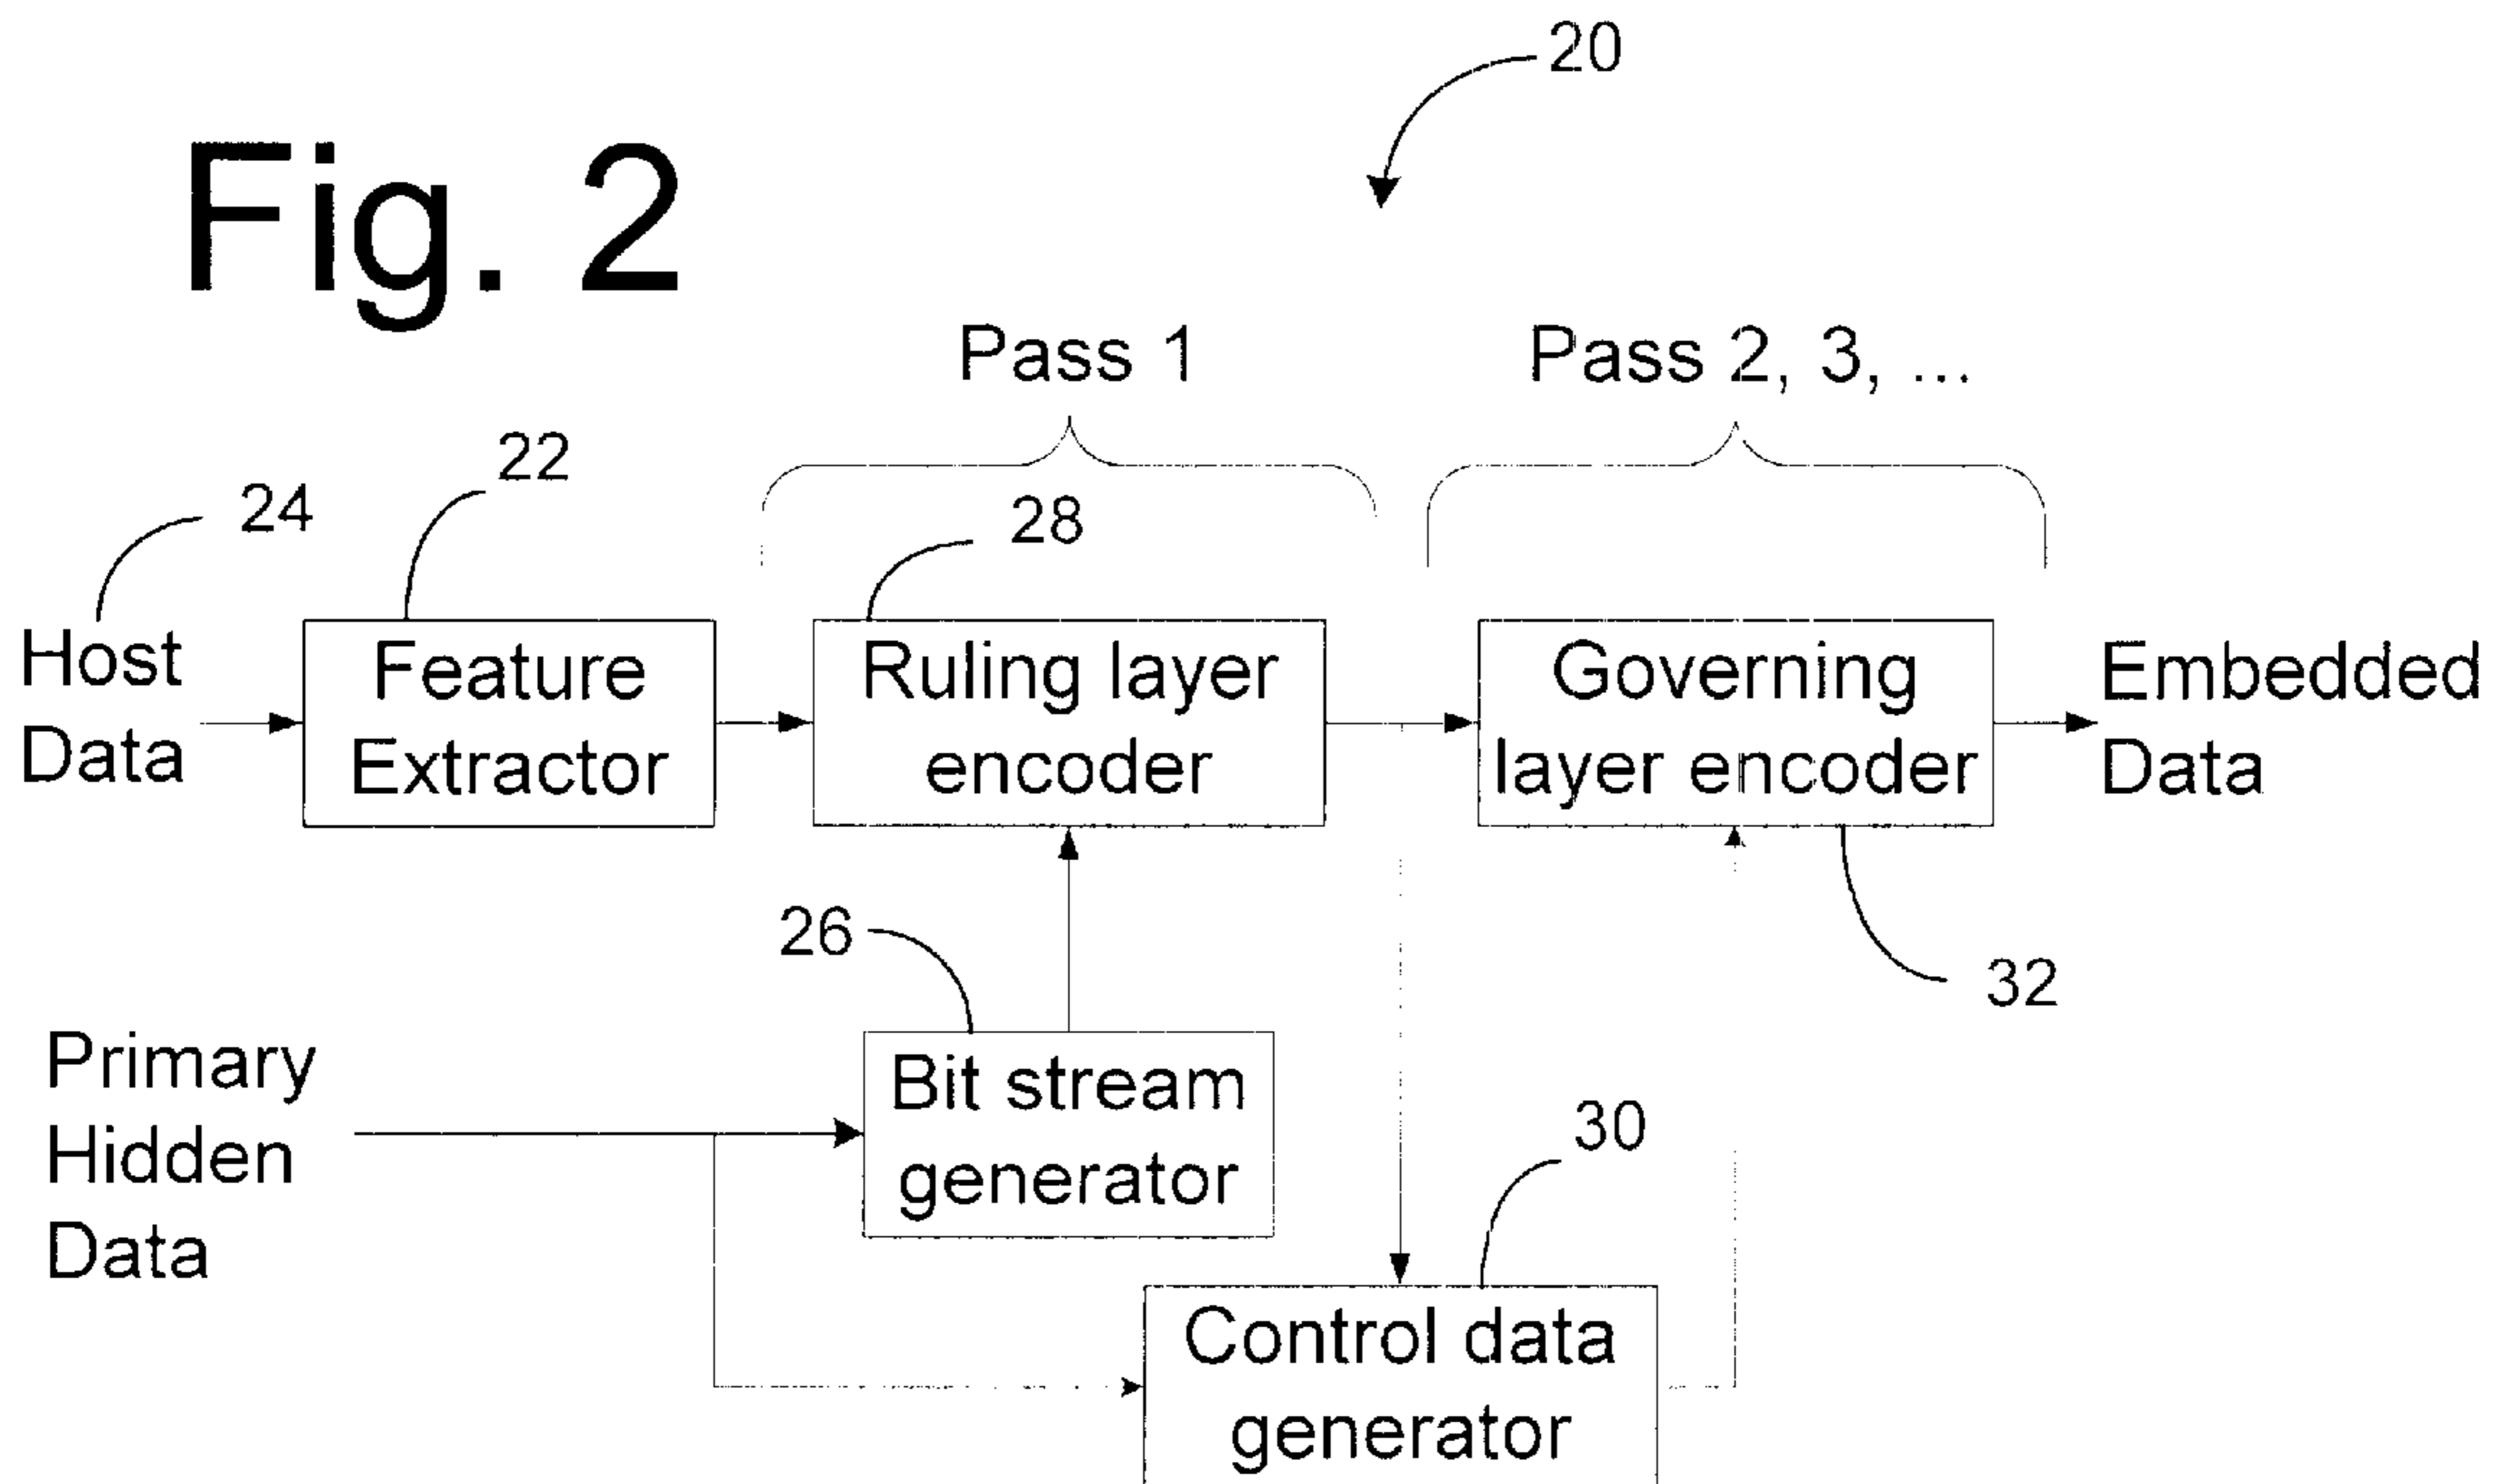 20
Fig. 2
Pass 1
Pass 2, 3, ...
22
24
28
Host
Data
Feature
Extractor
Ruling layer
encoder
Governing
layer encoder
Embedded
Data
26
32
Primary
Hidden
Data
Bit stream
generator
30
Control data
generator